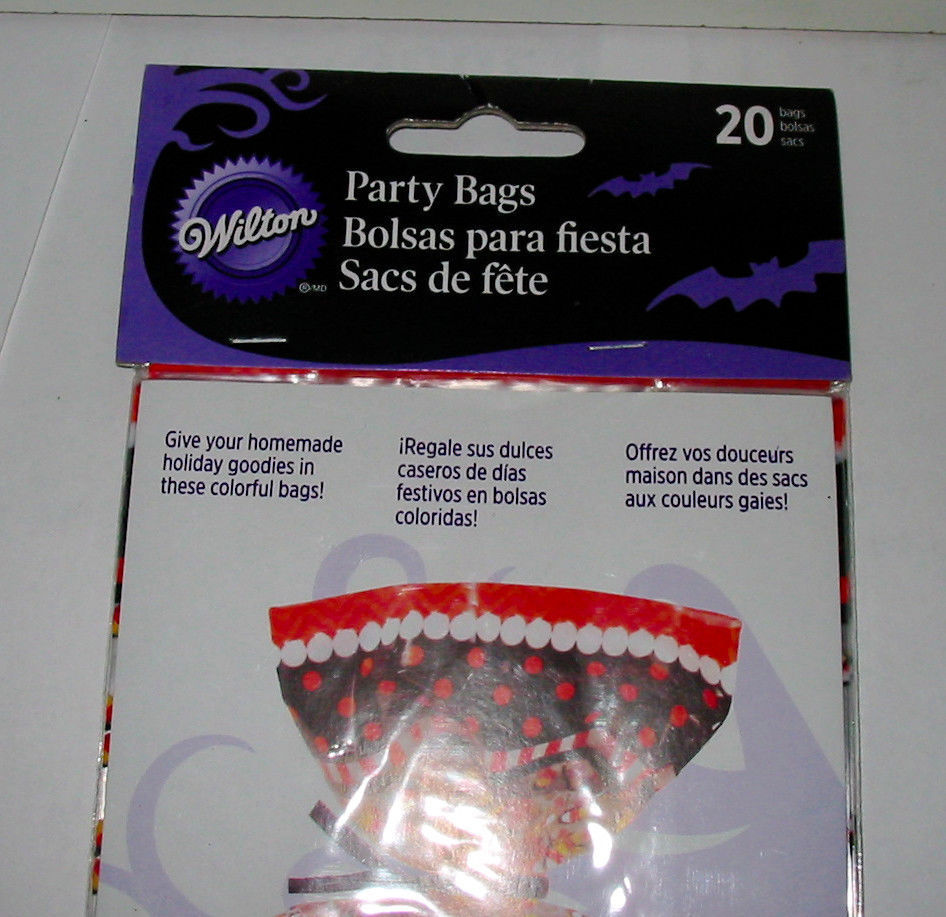 20 bags
bolsas
sacs
Wilton
®/MD
Party Bags
Bolsas para fiesta
Sacs de fête
Give your homemade
holiday goodies in
these colorful bags!
¡Regale sus dulces
caseros de días
festivos en bolsas
coloridas!
Offrez vos douceurs
maison dans des sacs
aux couleurs gaies!